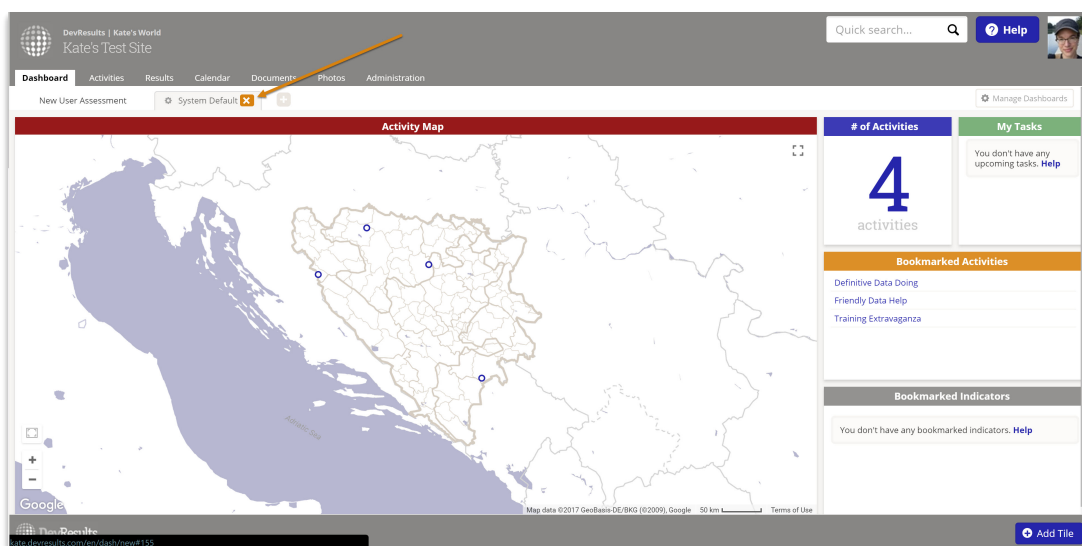 DevResults | Kate's World
Kate's Test Site
Quick search...
Help
Dashboard Activities Results Calendar Documents Photos Administration
New User Assessment System Default Manage Dashboards
Activity Map
# of Activities
4
activities
My Tasks
You don't have any
upcoming tasks. Help
Bookmarked Activities
Definitive Data Doing
Friendly Data Help
Training Extravaganza
Bookmarked Indicators
You don't have any bookmarked indicators. Help
Adriatic Sea
Google
Map data ©2017 GeoBasis-DE/BKG (©2009), Google 50 km Terms of Use
DevResults
kate.devresults.com/en/dash/new#155
Add Tile